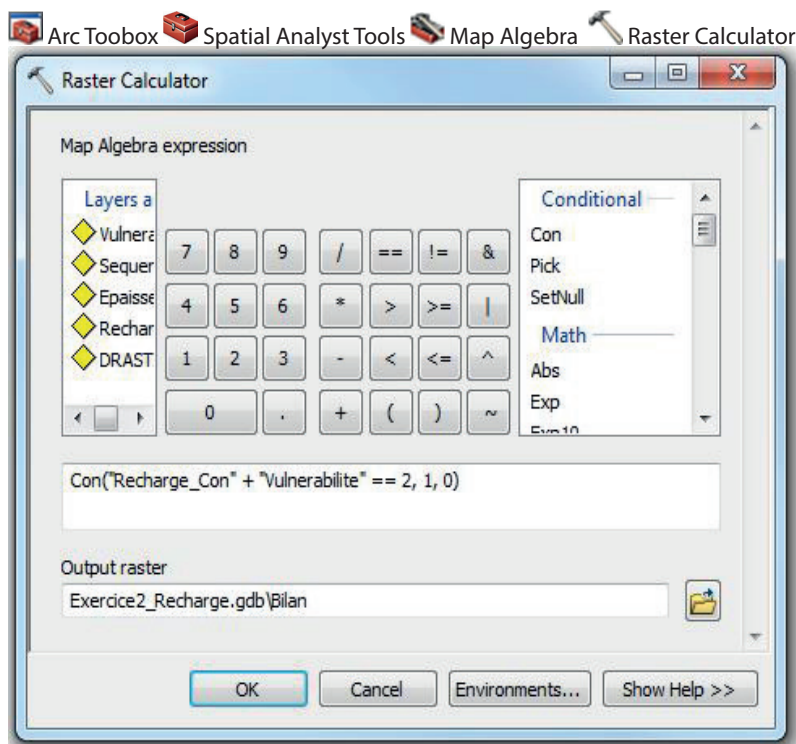 Arc Toobox Spatial Analyst Tools Map Algebra Raster Calculator
Raster Calculator
Map Algebra expression
Layers a
Vulnera
Sequer
Epaisse
Rechar
DRAST
7 8 9 / == != &
4 5 6 * > >= |
1 2 3 - < <= ^
0 . + ( ) ~
Conditional
Con
Pick
SetNull
Math
Abs
Exp
Exp10
Con("Recharge_Con" + "Vulnerabilite" == 2, 1, 0)
Output raster
Exercice2_Recharge.gdb\Bilan
OK Cancel Environments... Show Help >>